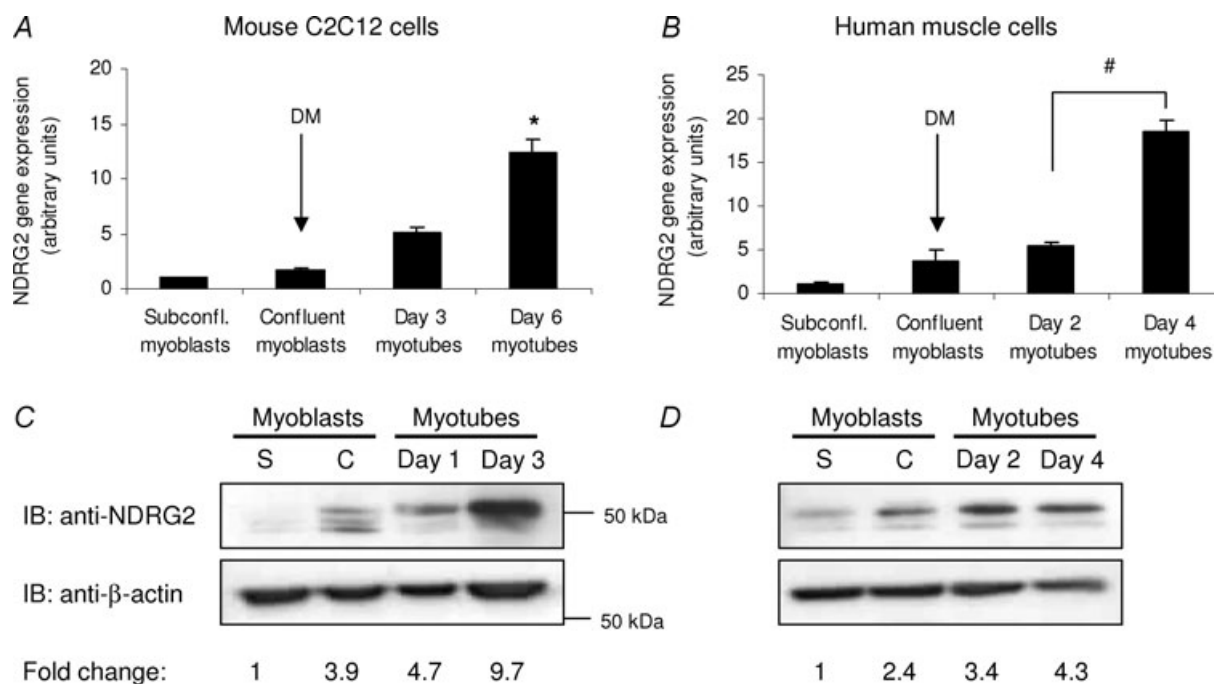 A Mouse C2C12 cells
NDRG2 gene expression
(arbitrary units)
20
15
10
5
0
DM
*
Subconfl.
myoblasts
Confluent
myoblasts
Day 3
myotubes
Day 6
myotubes
B Human muscle cells
NDRG2 gene expression
(arbitrary units)
25
20
15
10
5
0
DM
#
Subconfl.
myoblasts
Confluent
myoblasts
Day 2
myotubes
Day 4
myotubes
C Myoblasts Myotubes
S C Day 1 Day 3
IB: anti-NDRG2
50 kDa
IB: anti-β-actin
50 kDa
Fold change: 1 3.9 4.7 9.7
D Myoblasts Myotubes
S C Day 2 Day 4
1 2.4 3.4 4.3